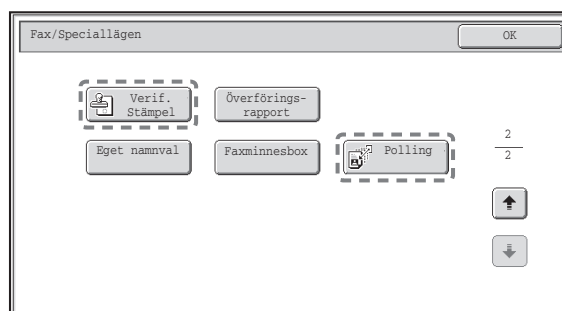 Fax/Speciallägen
OK
Verif.
Stämpel
Överförings-
rapport
Eget namnval
Faxminnesbox
Polling
2
2